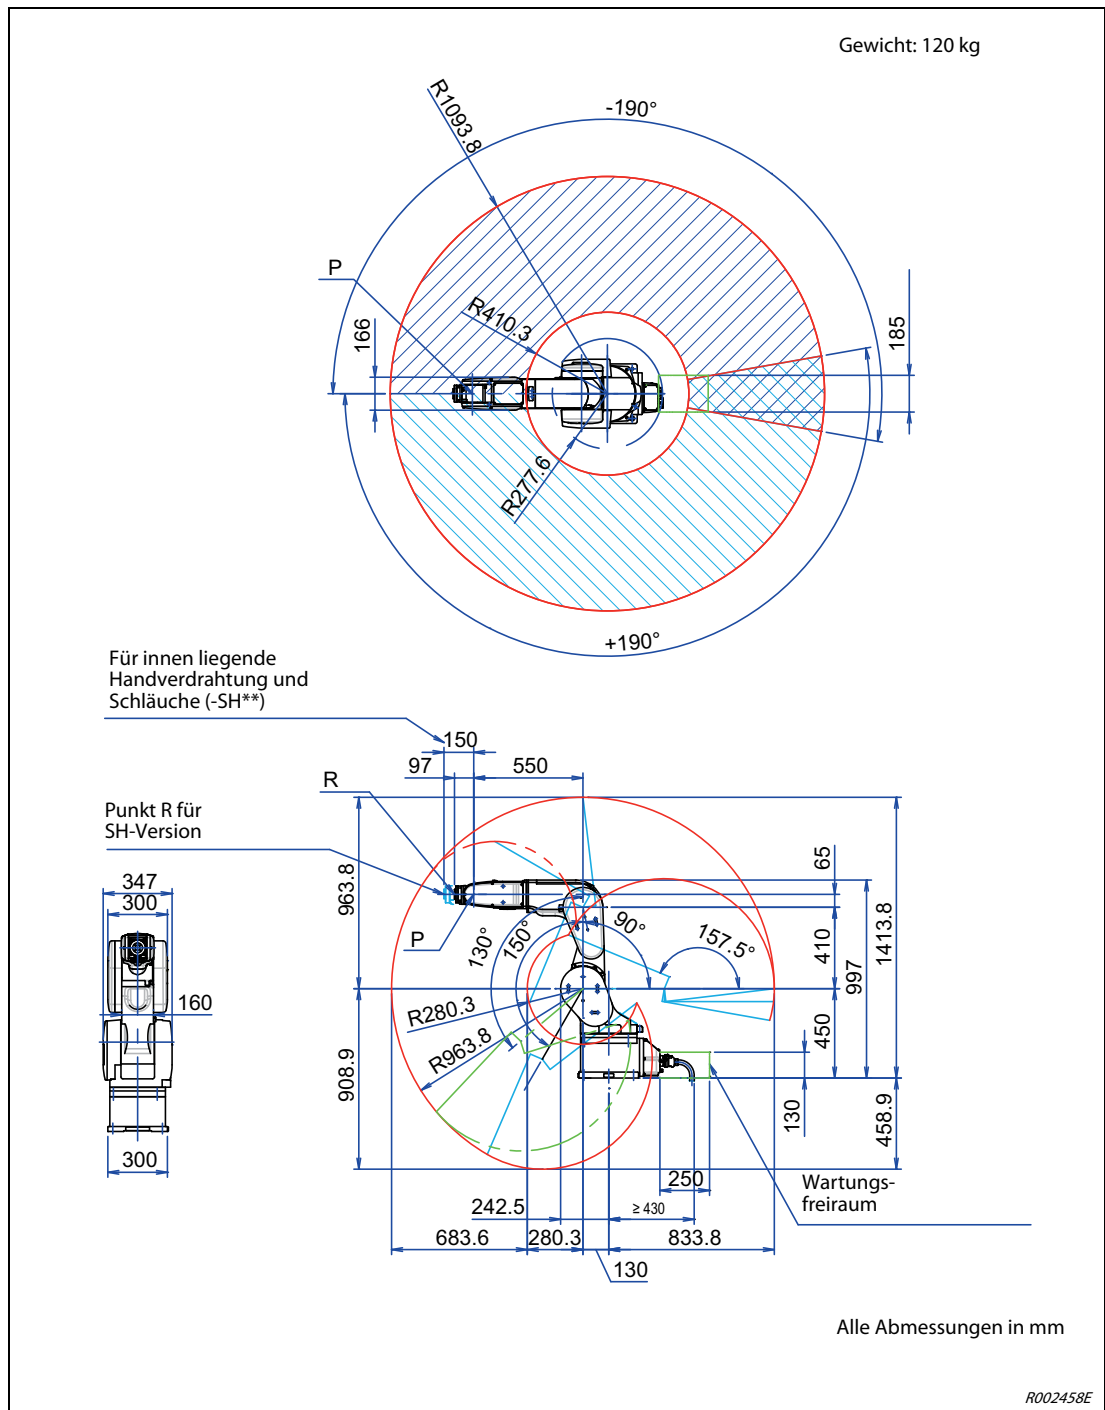 Gewicht: 120 kg
-190°
R1093.8
P
R410.3
166
185
R277.6
+190°
Für innen liegende
Handverdrahtung und
Schläuche (-SH**)
150
97
550
R
Punkt R für
SH-Version
65
347
300
963.8
P
130°
150°
90°
157.5°
410
997
1413.8
160
R280.3
R963.8
450
908.9
130
458.9
300
250
Wartungs-
freiraum
242.5
≥ 430
683.6
280.3
833.8
130
Alle Abmessungen in mm
R002458E